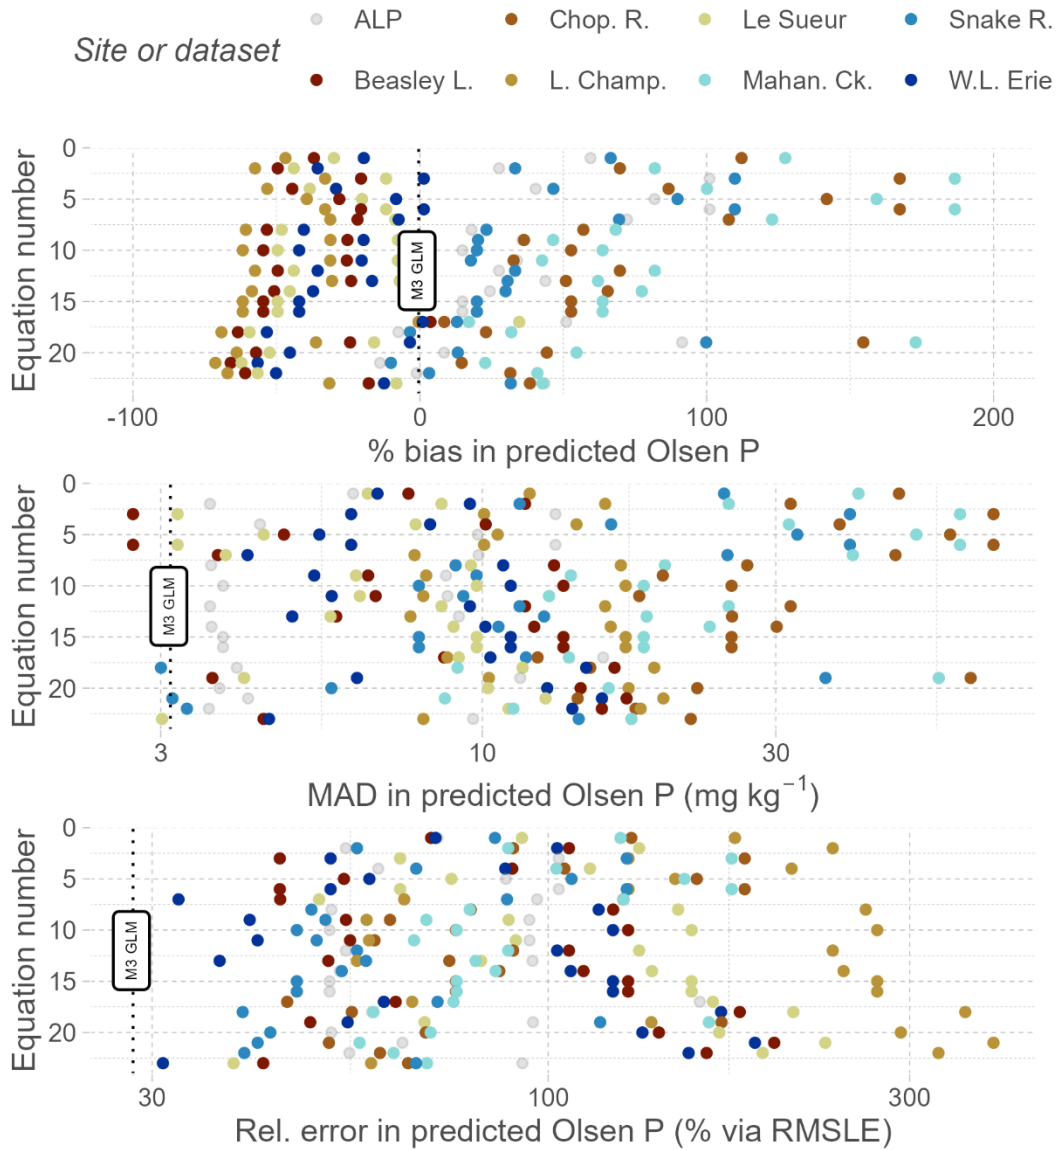 Site or dataset
ALP
Chop. R.
Le Sueur
Snake R.
Beasley L.
L. Champ.
Mahan. Ck.
W.L. Erie
Equation number
0
5
10
15
20
M3 GLM
-100
0
100
200
% bias in predicted Olsen P
Equation number
0
5
10
15
20
M3 GLM
3
10
30
MAD in predicted Olsen P (mg kg⁻¹)
Equation number
0
5
10
15
20
M3 GLM
30
100
300
Rel. error in predicted Olsen P (% via RMSLE)